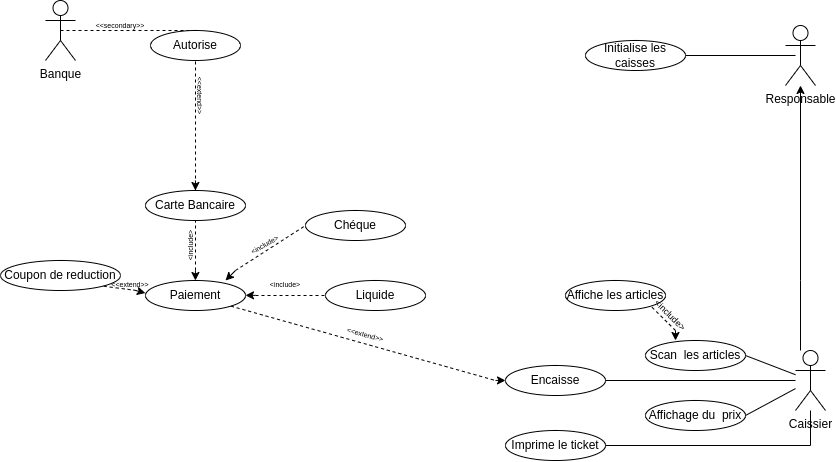 <<secondary>>
Autorise
Banque
Initialise les
caisses
Responsable
<<extend>>
Carte Bancaire
Chéque
<include>
<include>
Coupon de reduction
<<extend>>
Paiement
<include>
Liquide
Affiche les articles
<include>
<<extend>>
Scan les articles
Encaisse
Affichage du prix
Caissier
Imprime le ticket